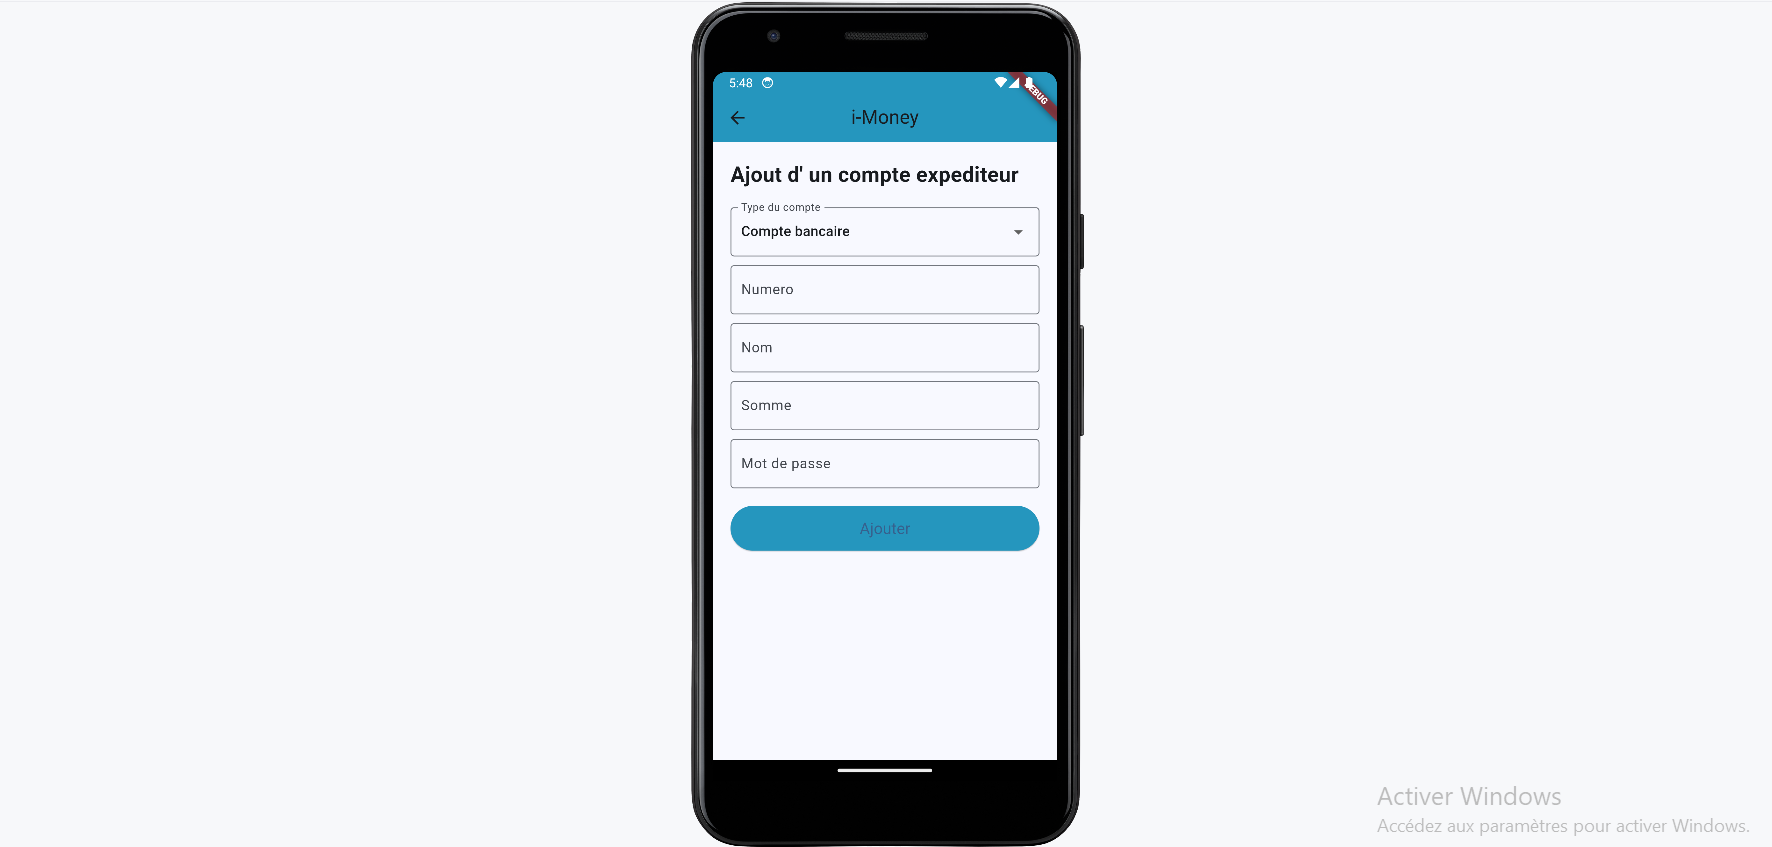 5:48
DEBUG
i-Money
Ajout d' un compte expediteur
Type du compte
Compte bancaire
Numero
Nom
Somme
Mot de passe
Ajouter
Activer Windows
Accédez aux paramètres pour activer Windows.